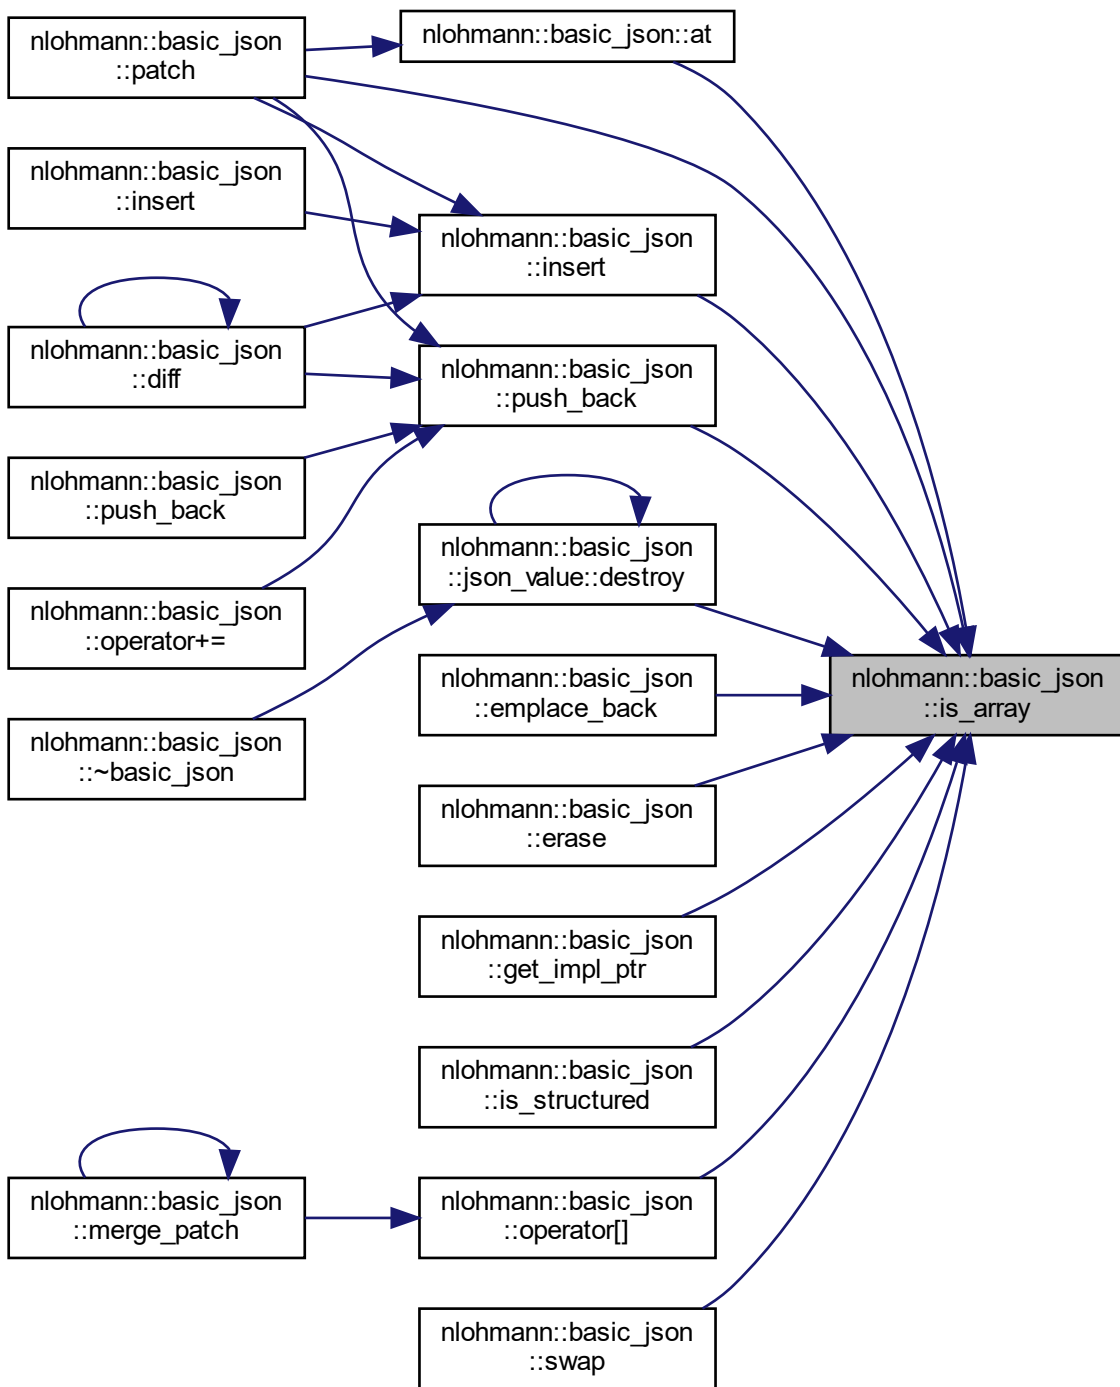 nlohmann::basic_json
::patch
nlohmann::basic_json::at
nlohmann::basic_json
::insert
nlohmann::basic_json
::insert
nlohmann::basic_json
::diff
nlohmann::basic_json
::push_back
nlohmann::basic_json
::push_back
nlohmann::basic_json
::json_value::destroy
nlohmann::basic_json
::operator+=
nlohmann::basic_json
::emplace_back
nlohmann::basic_json
::is_array
nlohmann::basic_json
::~basic_json
nlohmann::basic_json
::erase
nlohmann::basic_json
::get_impl_ptr
nlohmann::basic_json
::is_structured
nlohmann::basic_json
::merge_patch
nlohmann::basic_json
::operator[]
nlohmann::basic_json
::swap